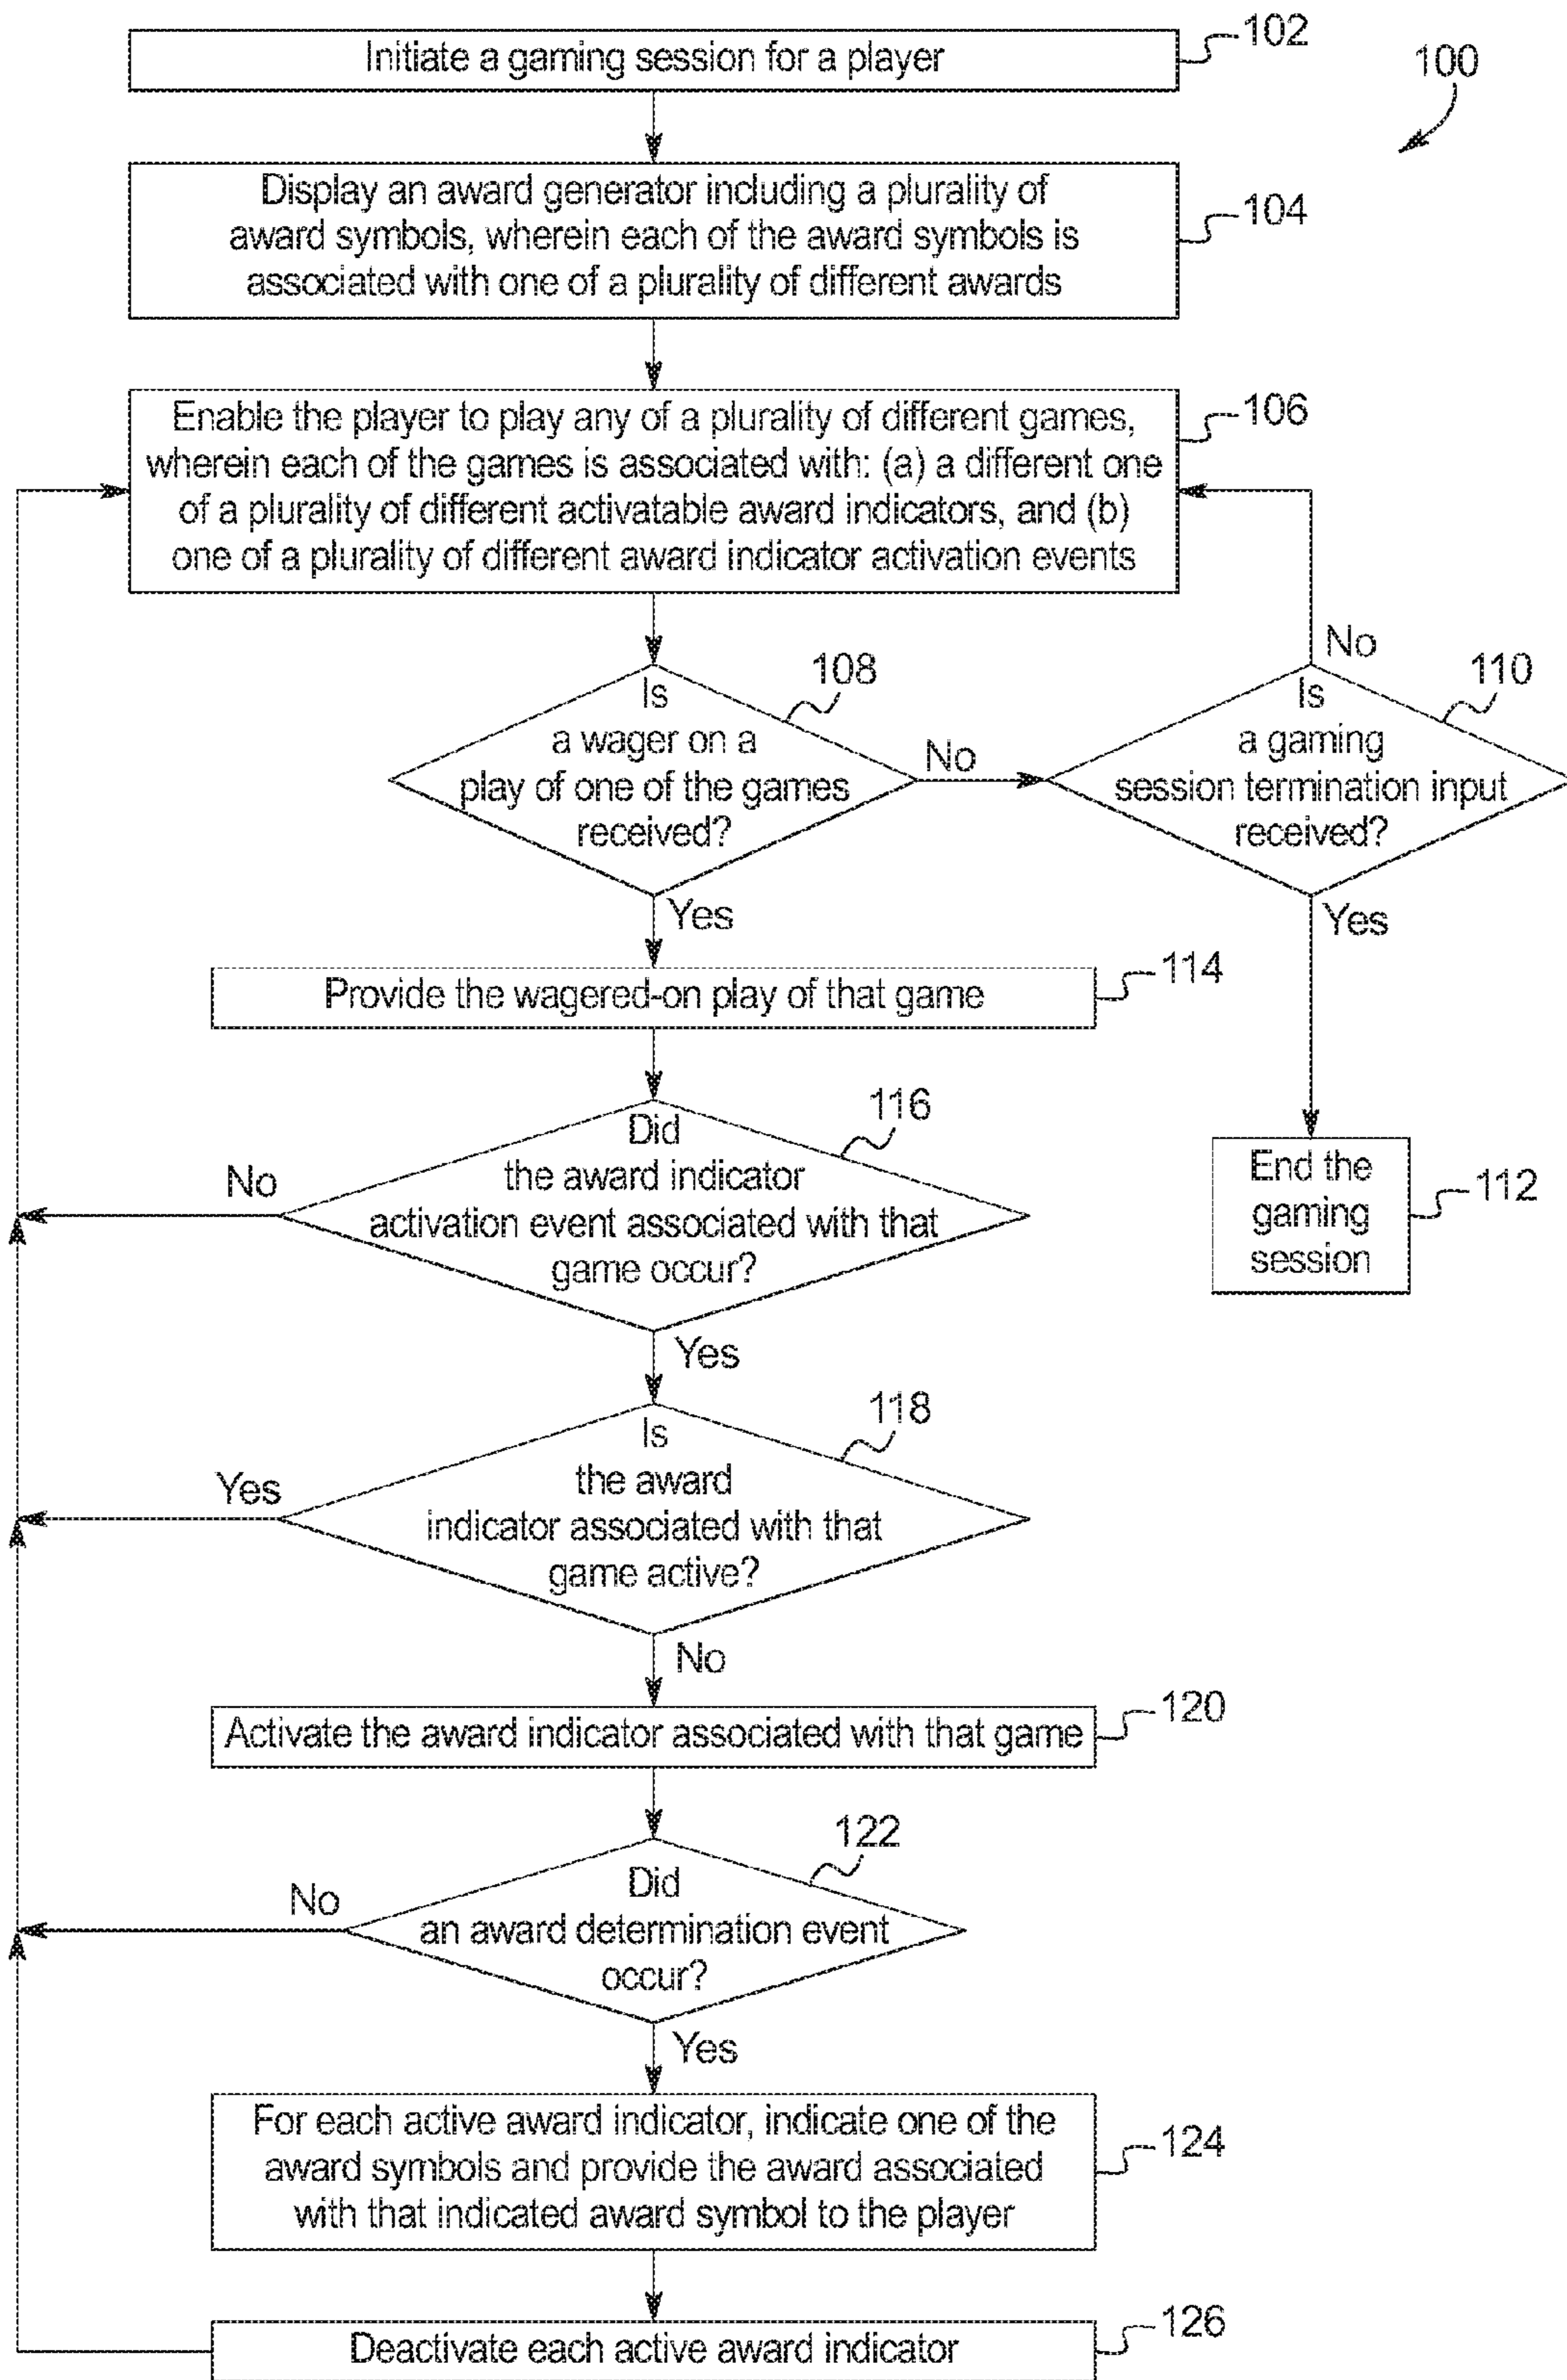 Initiate a gaming session for a player
102
100
Display an award generator including a plurality of
award symbols, wherein each of the award symbols is
associated with one of a plurality of different awards
104
Enable the player to play any of a plurality of different games,
wherein each of the games is associated with: (a) a different one
of a plurality of different activatable award indicators, and (b)
one of a plurality of different award indicator activation events
106
Is
a wager on a
play of one of the games
received?
108
No
Yes
Is
a gaming
session termination input
received?
110
No
Yes
End the
gaming
session
112
Provide the wagered-on play of that game
114
Did
the award indicator
activation event associated with that
game occur?
116
No
Yes
Is
the award
indicator associated with that
game active?
118
Yes
No
Activate the award indicator associated with that game
120
Did
an award determination event
occur?
122
No
Yes
For each active award indicator, indicate one of the
award symbols and provide the award associated
with that indicated award symbol to the player
124
Deactivate each active award indicator
126